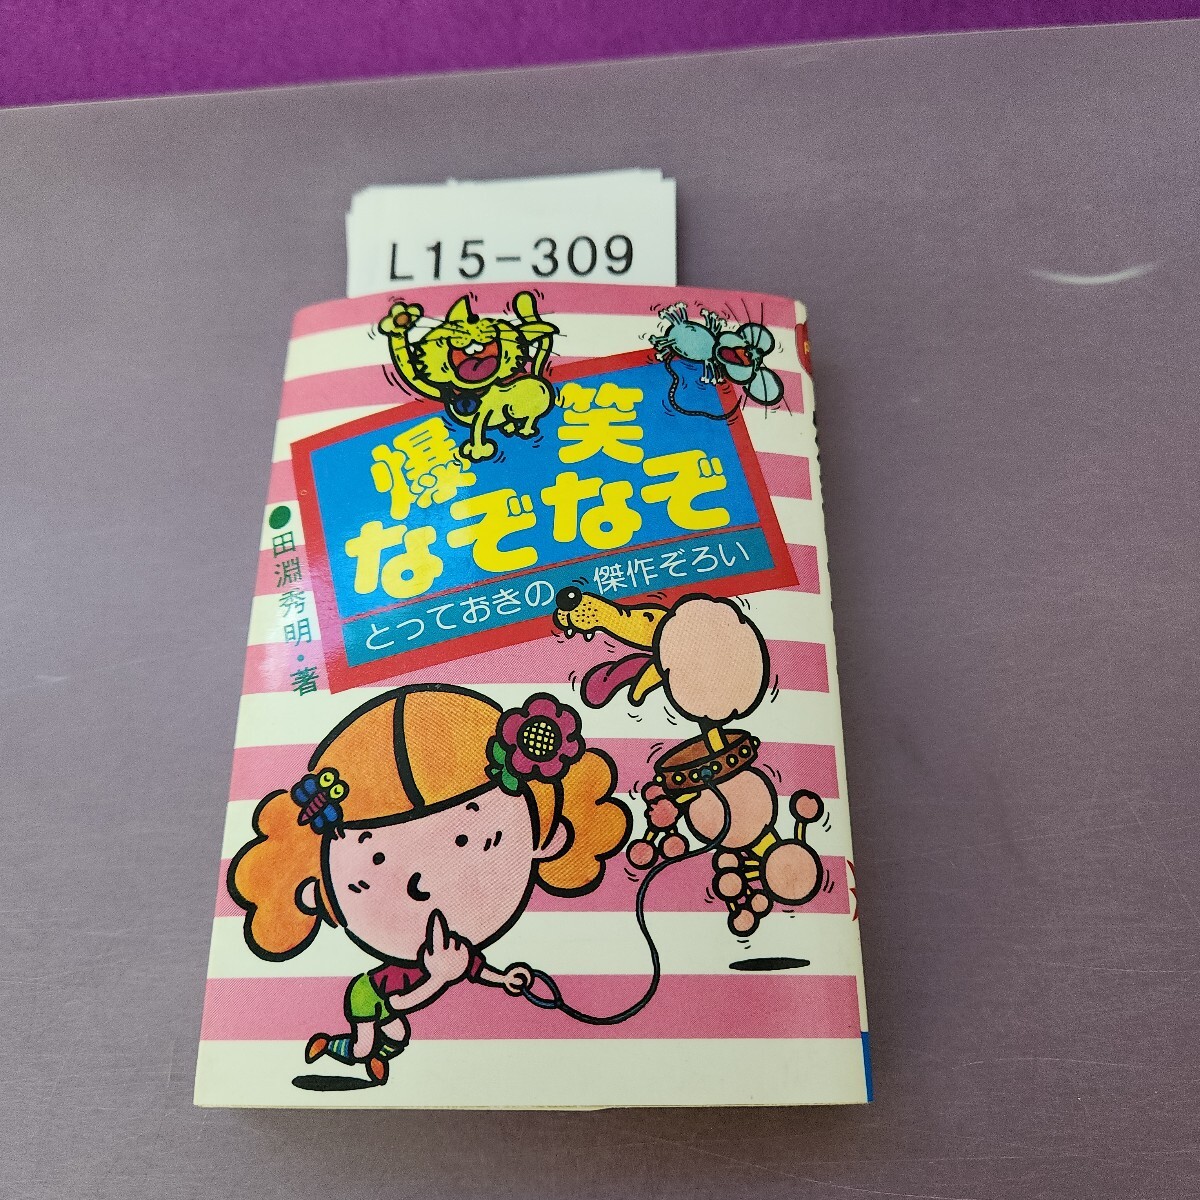 L15-309
爆笑
なぞなぞ
とっておきの傑作ぞろい
●田淵秀明・著